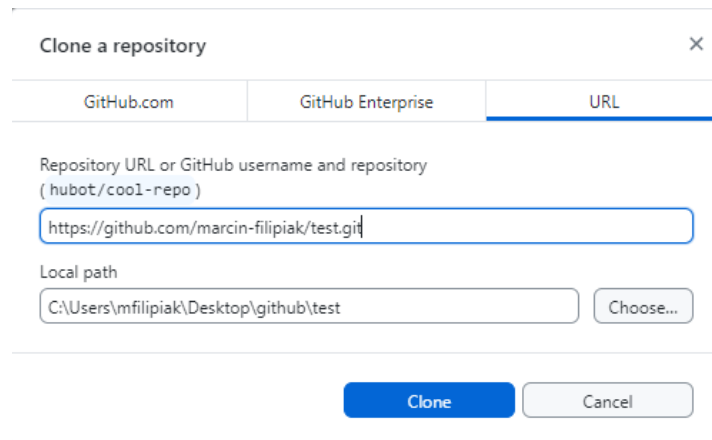 Clone a repository
GitHub.com GitHub Enterprise URL
Repository URL or GitHub username and repository
(hubot/cool-repo)
https://github.com/marcin-filipiak/test.git
Local path
C:\Users\mfilipiak\Desktop\github\test Choose...
Clone Cancel